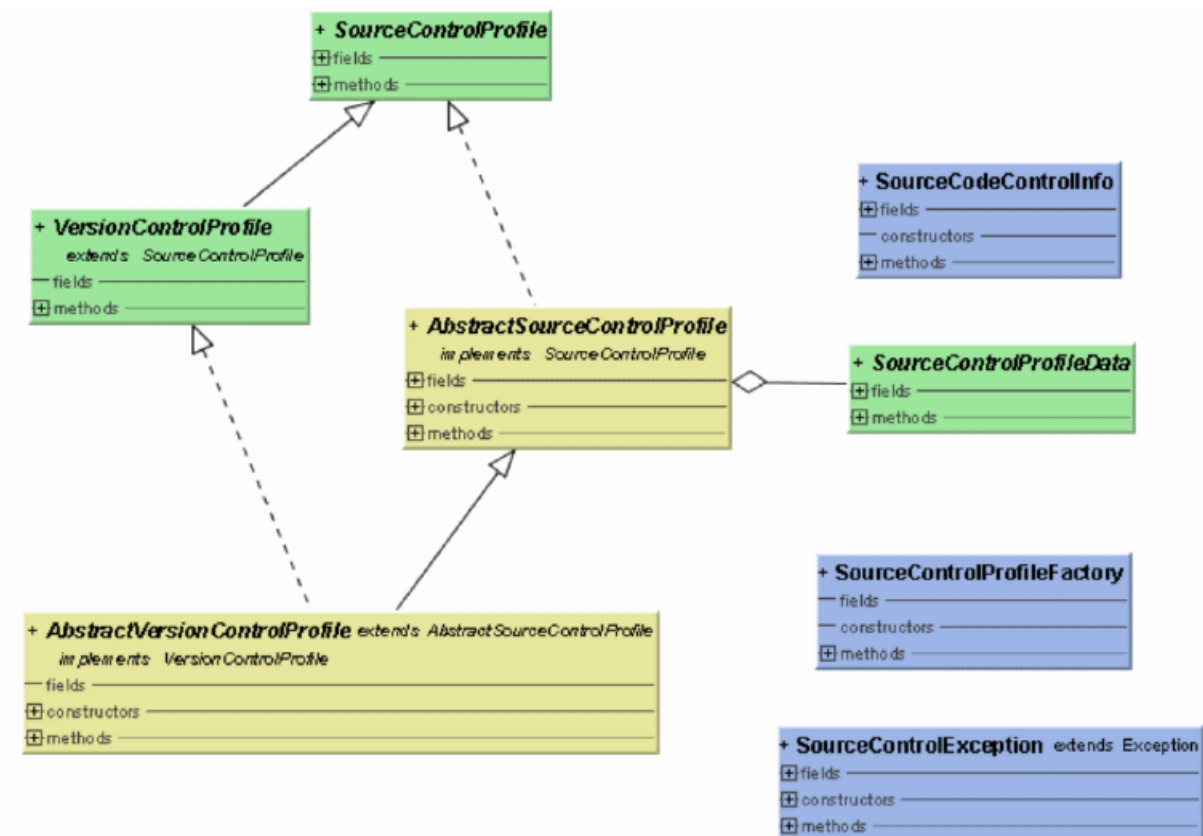 + SourceControlProfile
+ fields
+ methods
+ VersionControlProfile
extends SourceControlProfile
fields
+ methods
+ AbstractSourceControlProfile
implements SourceControlProfile
+ fields
+ constructors
+ methods
+ SourceCodeControlInfo
+ fields
constructors
+ methods
+ SourceControlProfileData
+ fields
+ methods
+ AbstractVersionControlProfile extends AbstractSourceControlProfile
implements VersionControlProfile
fields
+ constructors
+ methods
+ SourceControlProfileFactory
fields
constructors
+ methods
+ SourceControlException extends Exception
+ fields
+ constructors
+ methods